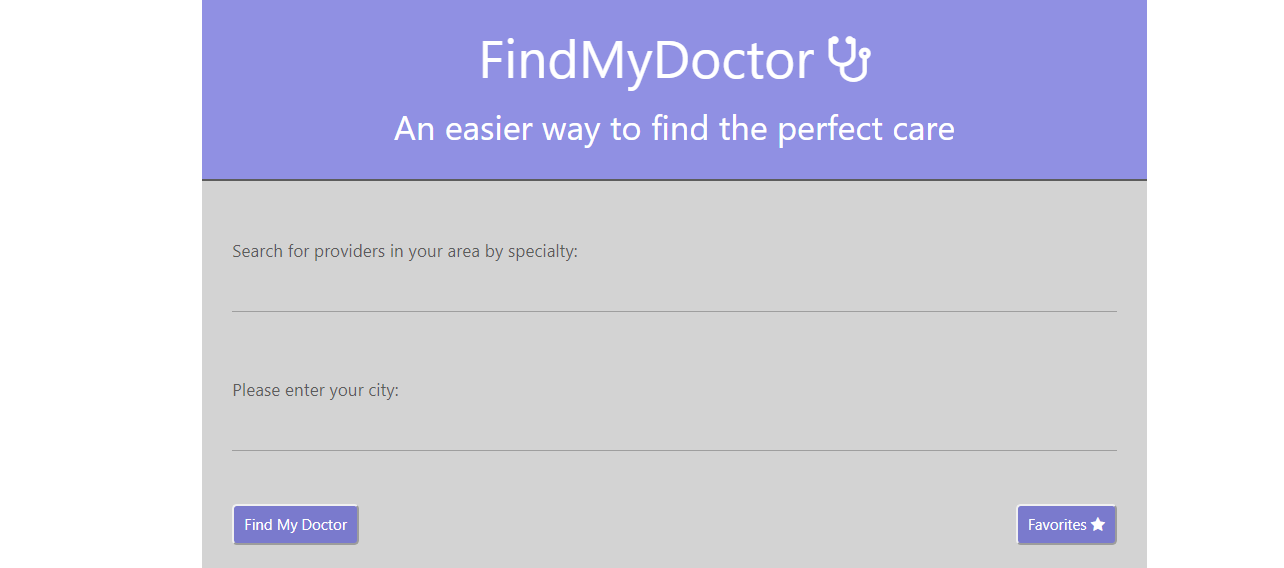 FindMyDoctor
An easier way to find the perfect care
Search for providers in your area by specialty:
Please enter your city:
Find My Doctor
Favorites